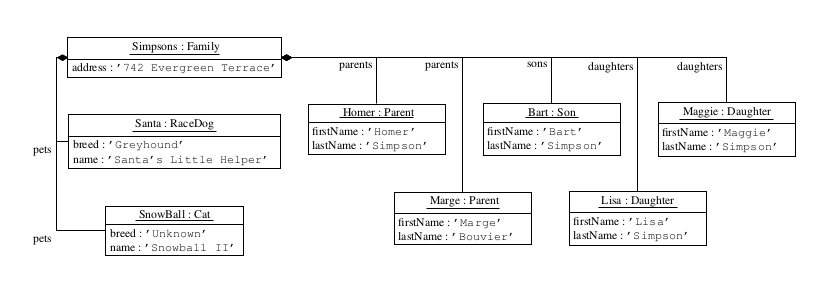 Simpsons : Family
address : '742 Evergreen Terrace'
parents
parents
sons
daughters
daughters
Homer : Parent
firstName : 'Homer'
lastName : 'Simpson'
Bart : Son
firstName : 'Bart'
lastName : 'Simpson'
Maggie : Daughter
firstName : 'Maggie'
lastName : 'Simpson'
Santa : RaceDog
breed : 'Greyhound'
name : 'Santa's Little Helper'
pets
Marge : Parent
firstName : 'Marge'
lastName : 'Bouvier'
Lisa : Daughter
firstName : 'Lisa'
lastName : 'Simpson'
SnowBall : Cat
breed : 'Unknown'
name : 'Snowball II'
pets